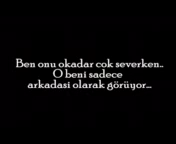 Ben onu okadar cok severken..
O beni sadece
arkadasi olarak görüyor...